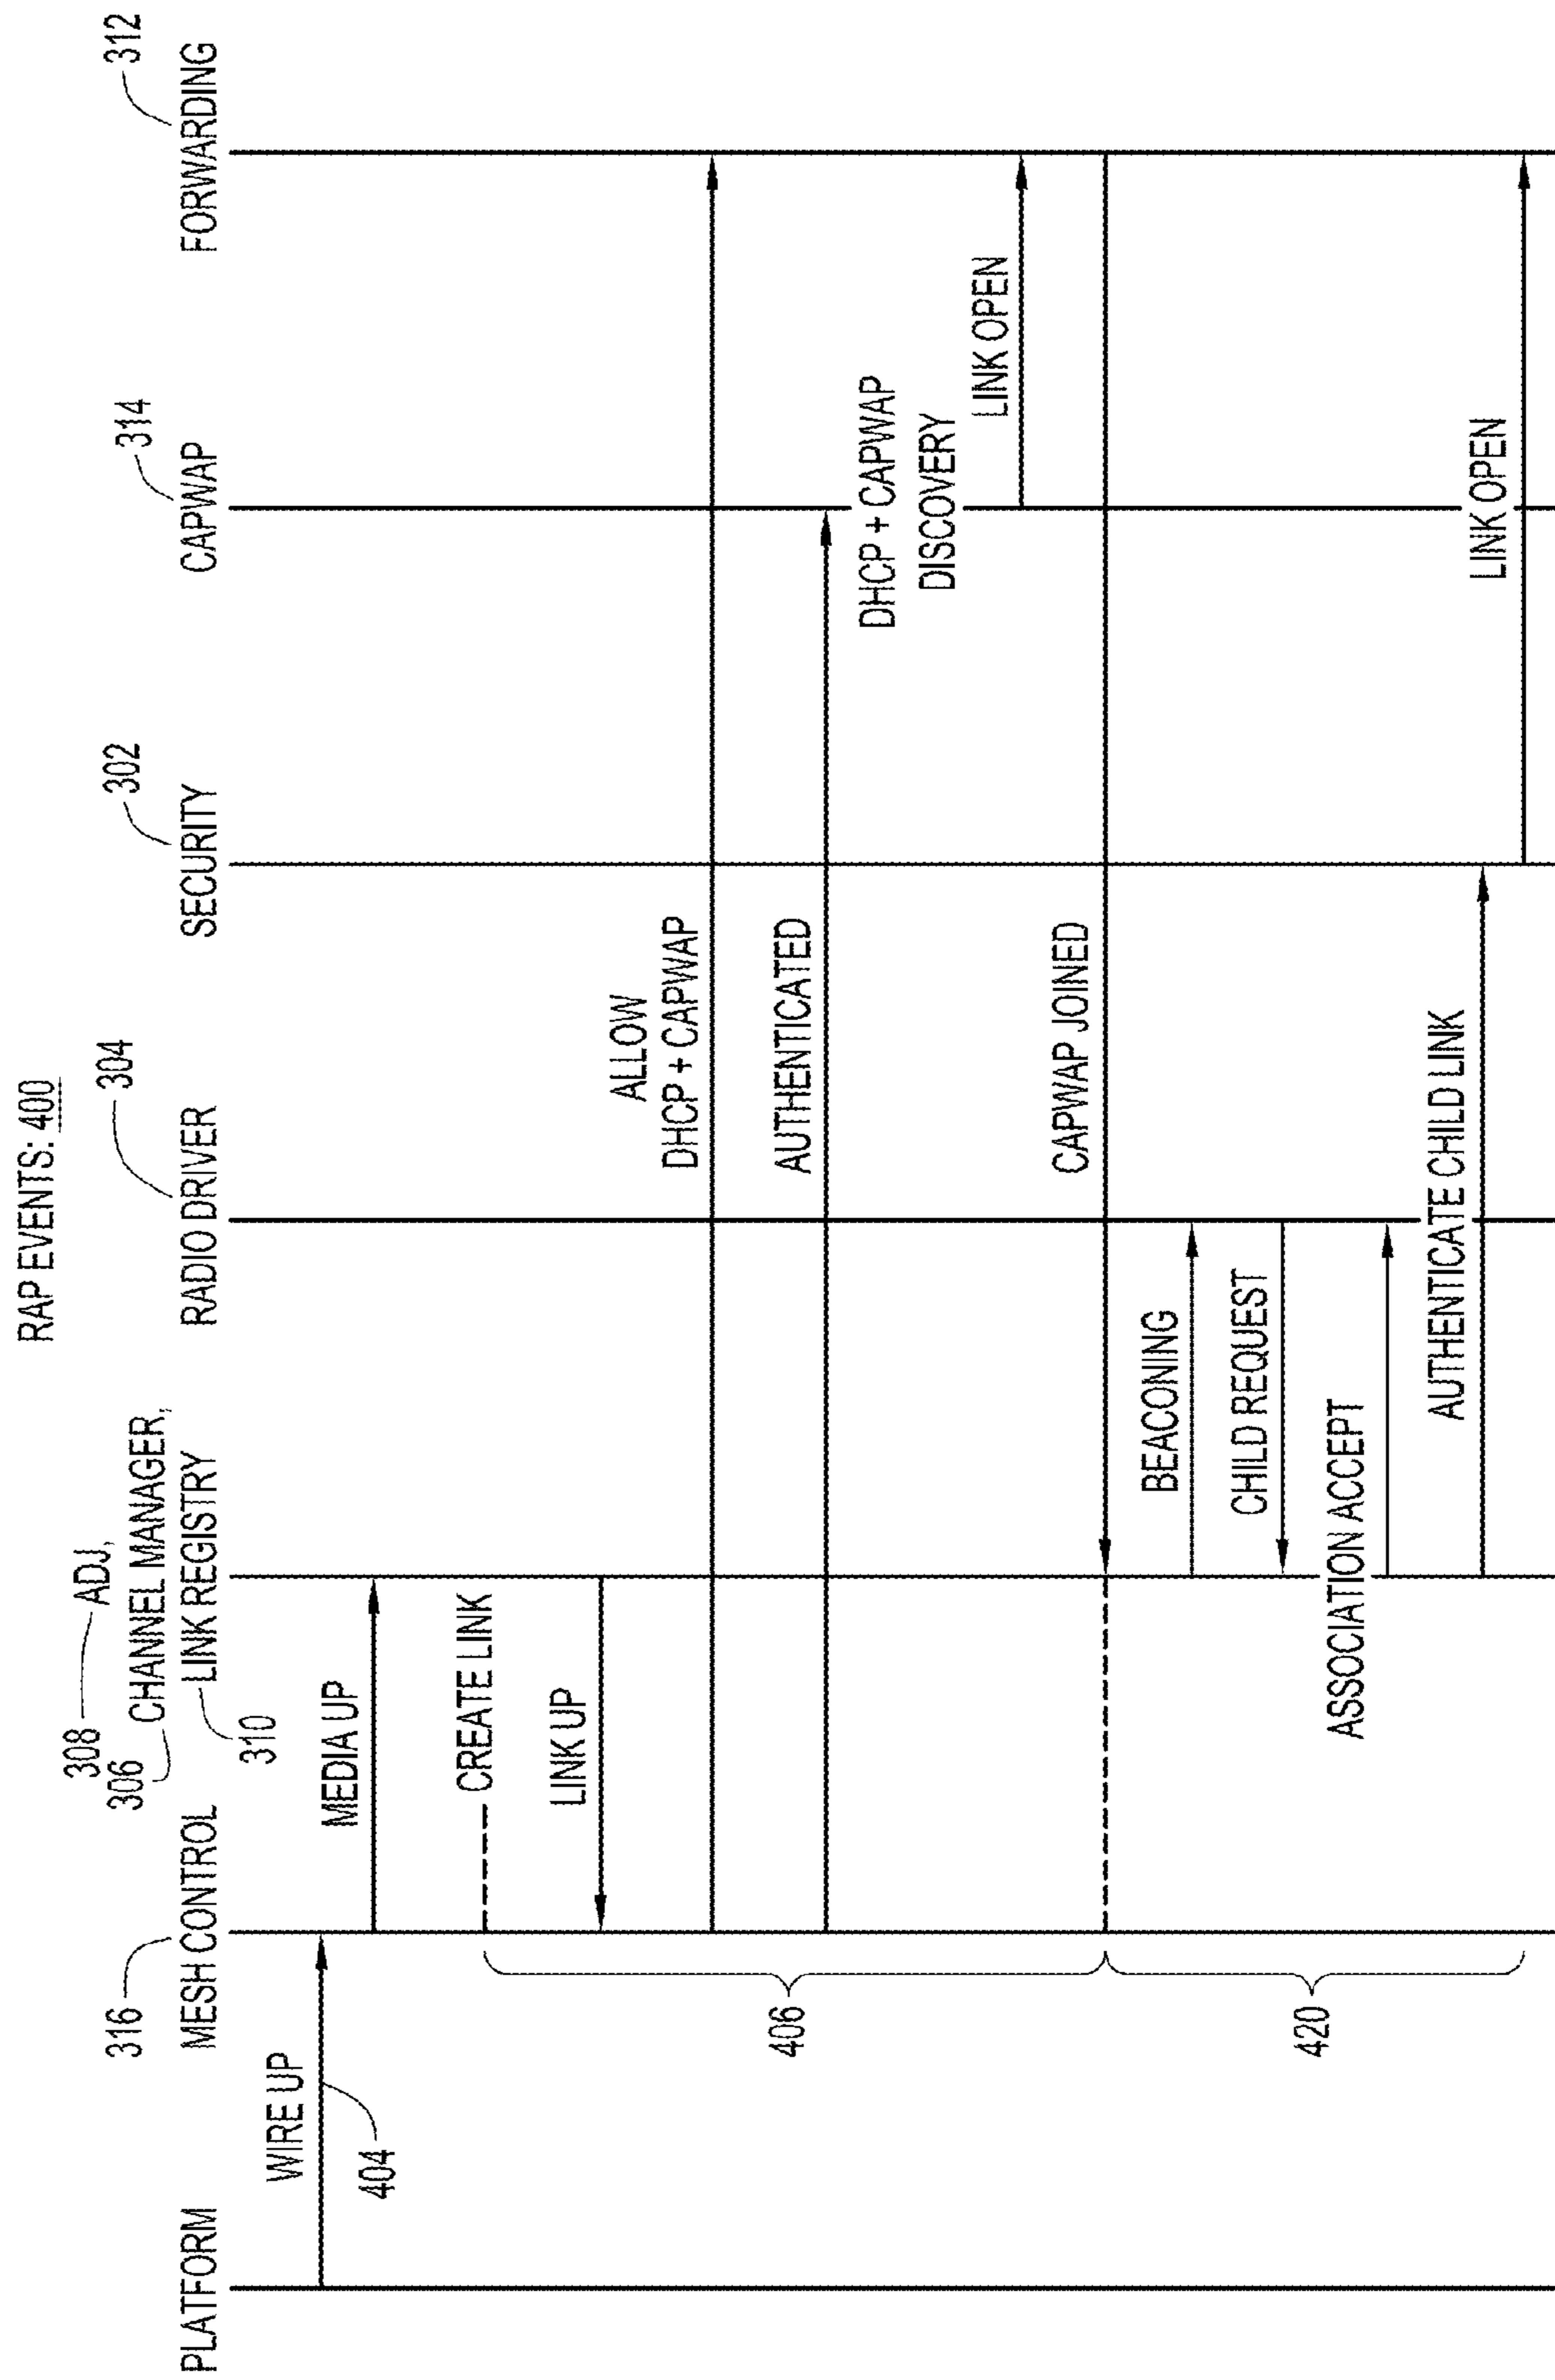 RAP EVENTS: 400
PLATFORM
316
MESH CONTROL
308
ADJ,
306
CHANNEL MANAGER,
LINK REGISTRY
310
304
RADIO DRIVER
302
SECURITY
314
CAPWAP
312
FORWARDING
WIRE UP
404
MEDIA UP
CREATE LINK
LINK UP
ALLOW
DHCP + CAPWAP
AUTHENTICATED
406
DHCP + CAPWAP
DISCOVERY
LINK OPEN
CAPWAP JOINED
BEACONING
CHILD REQUEST
420
ASSOCIATION ACCEPT
AUTHENTICATE CHILD LINK
LINK OPEN